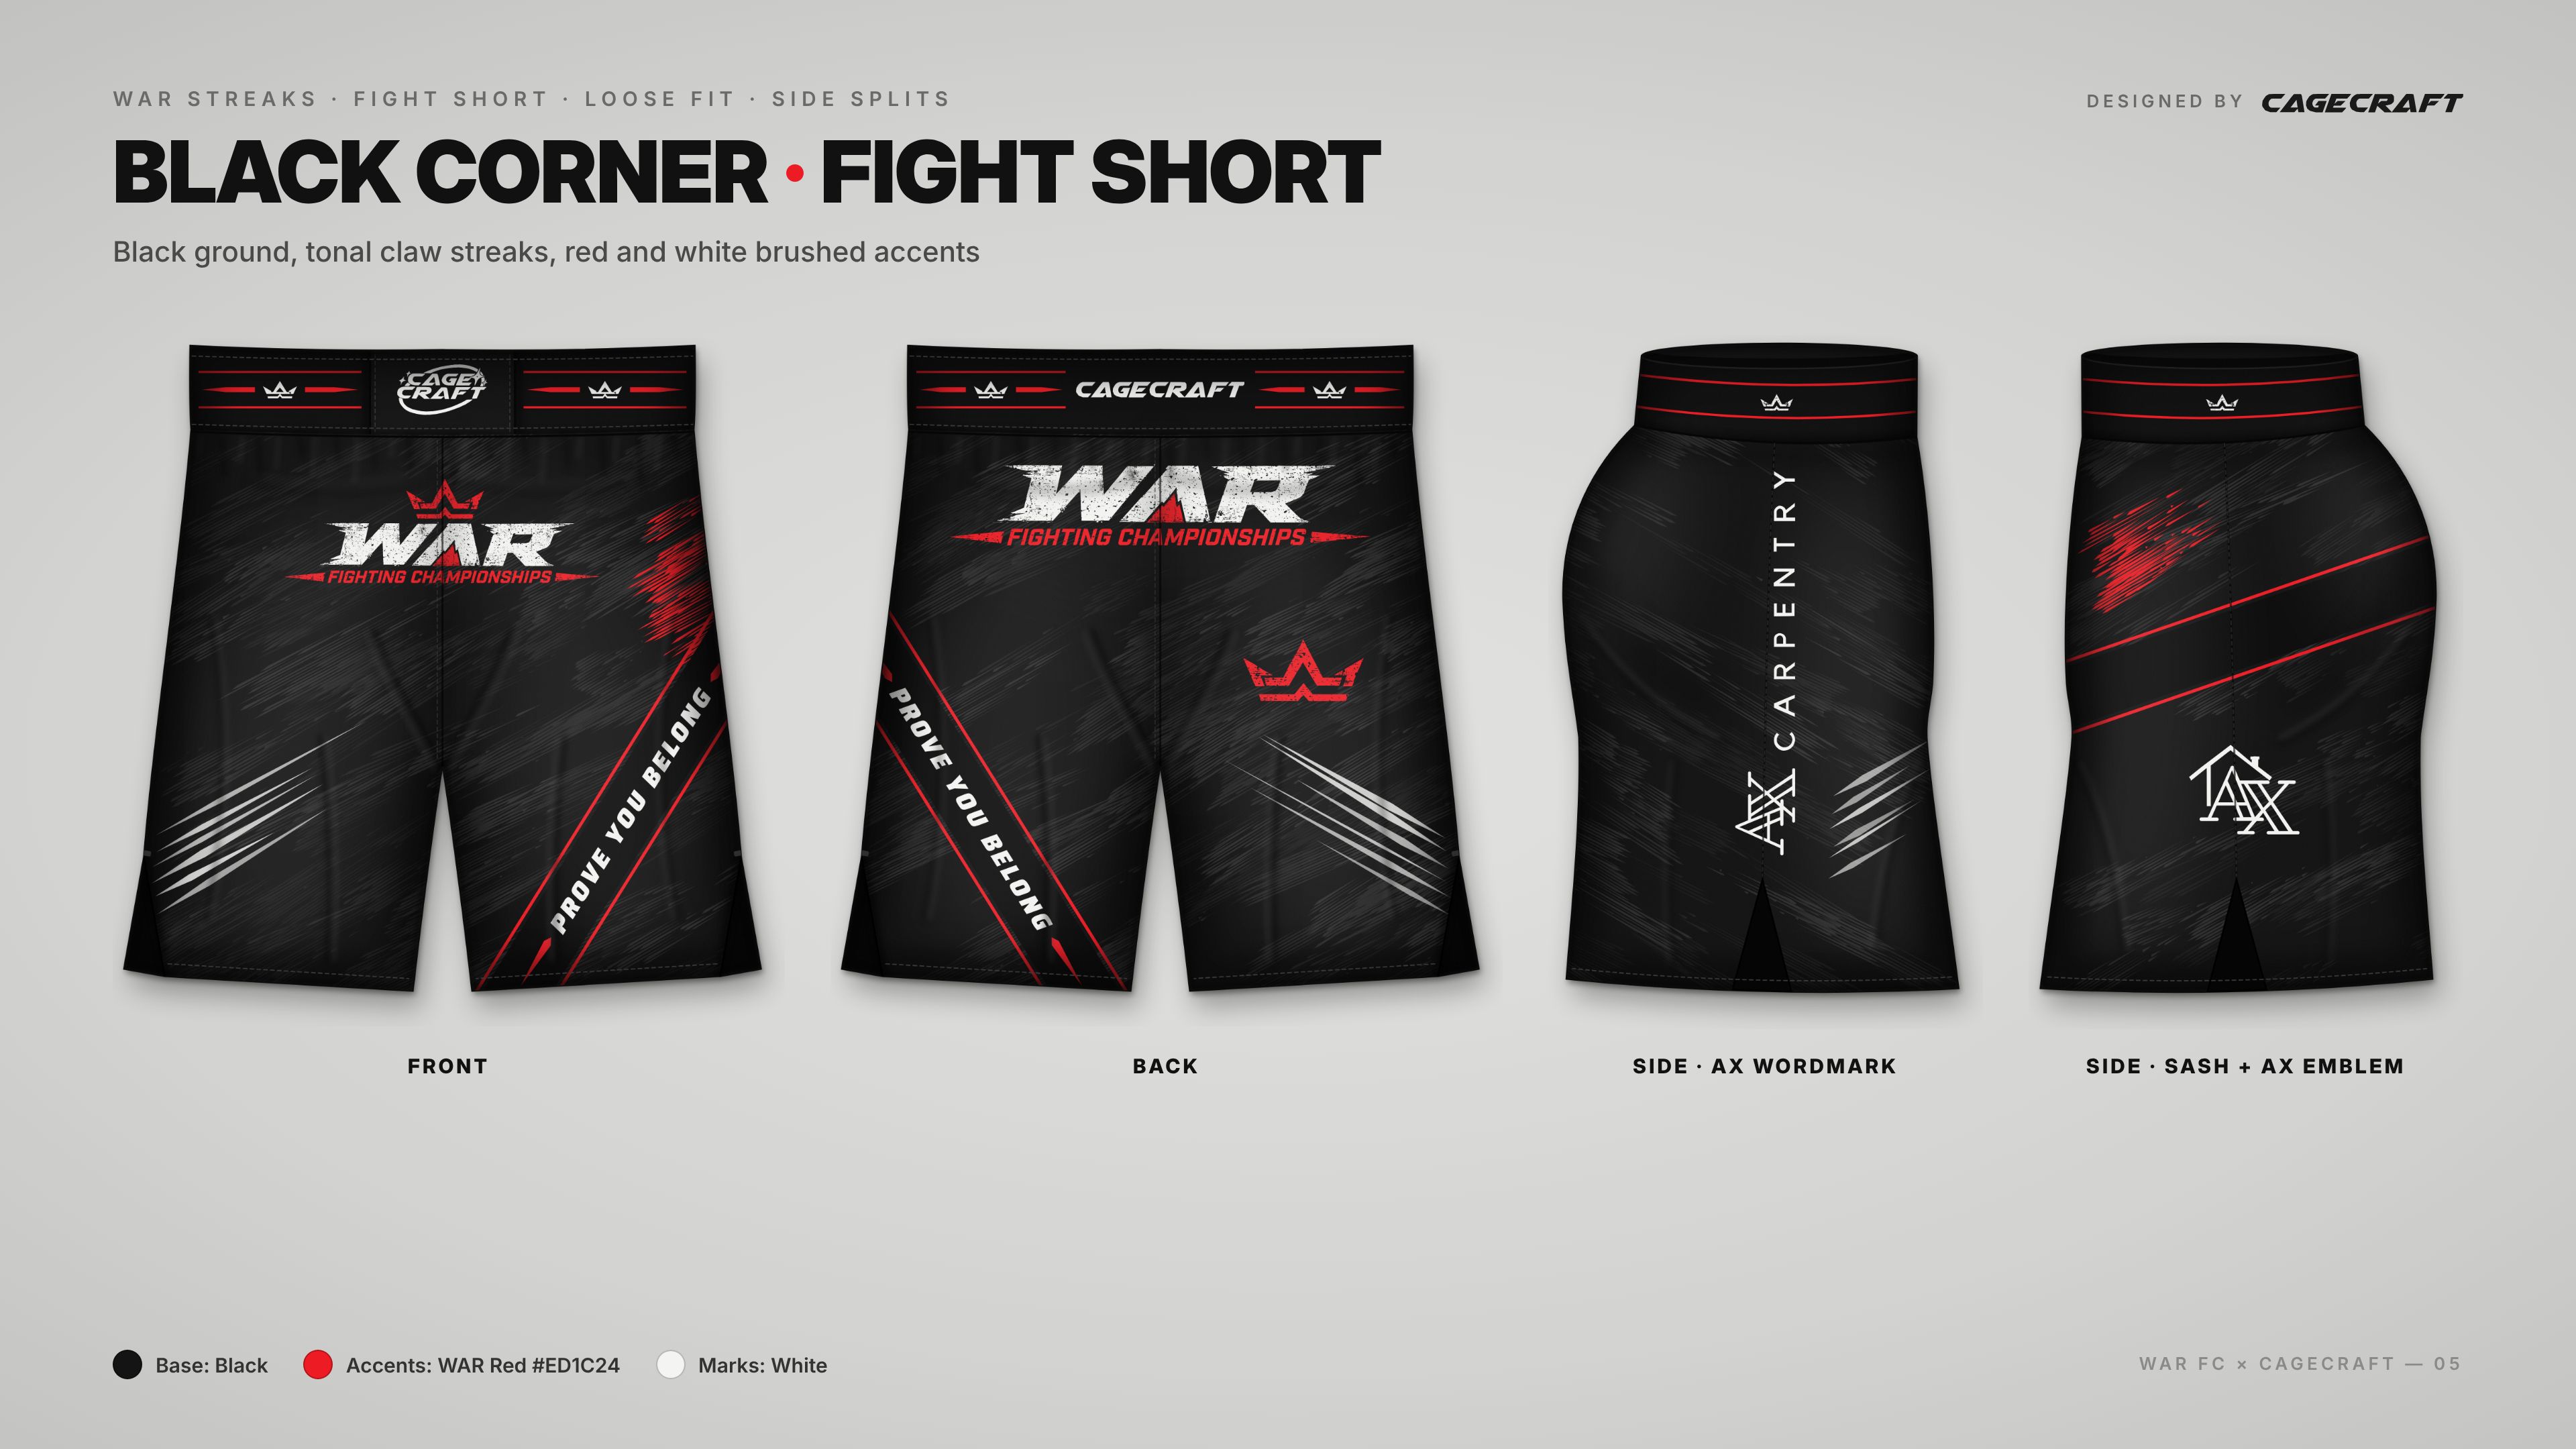 WAR STREAKS · FIGHT SHORT · LOOSE FIT · SIDE SPLITS
DESIGNED BY CAGECRAFT
BLACK CORNER · FIGHT SHORT
Black ground, tonal claw streaks, red and white brushed accents
CAGE
CRAFT
WAR
FIGHTING CHAMPIONSHIPS
PROVE YOU BELONG
CAGECRAFT
WAR
FIGHTING CHAMPIONSHIPS
PROVE YOU BELONG
AX CARPENTRY
AX
FRONT
BACK
SIDE · AX WORDMARK
SIDE · SASH + AX EMBLEM
Base: Black
Accents: WAR Red #ED1C24
Marks: White
WAR FC × CAGECRAFT — 05